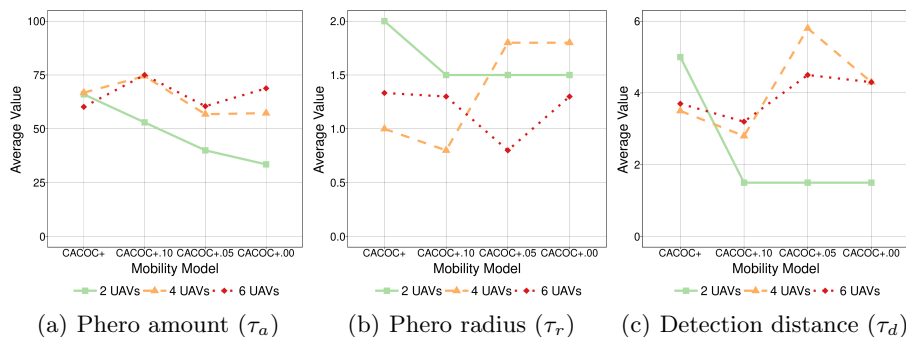 100
75
50
25
0
Average Value
CACOC+ CACOC+.10 CACOC+.05 CACOC+.00
Mobility Model
2 UAVs 4 UAVs 6 UAVs
(a) Phero amount (τa)
2.0
1.5
1.0
0.5
0.0
Average Value
CACOC+ CACOC+.10 CACOC+.05 CACOC+.00
Mobility Model
2 UAVs 4 UAVs 6 UAVs
(b) Phero radius (τr)
6
4
2
0
Average Value
CACOC+ CACOC+.10 CACOC+.05 CACOC+.00
Mobility Model
2 UAVs 4 UAVs 6 UAVs
(c) Detection distance (τd)